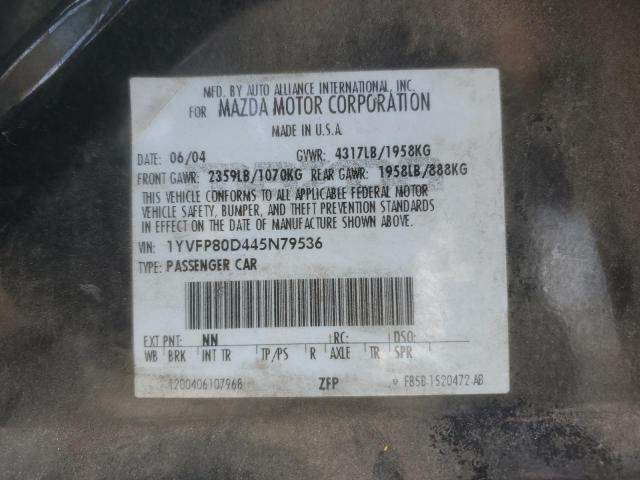 MFD. BY AUTO ALLIANCE INTERNATIONAL, INC.
FOR MAZDA MOTOR CORPORATION
MADE IN U.S.A.
DATE: 06/04 GVWR: 4317LB/1958KG
FRONT GAWR: 2359LB/1070KG REAR GAWR: 1958LB/888KG
THIS VEHICLE CONFORMS TO ALL APPLICABLE FEDERAL MOTOR
VEHICLE SAFETY, BUMPER, AND THEFT PREVENTION STANDARDS
IN EFFECT ON THE DATE OF MANUFACTURE SHOWN ABOVE.
VIN: 1YVFP80D445N79536
TYPE: PASSENGER CAR
EXT PNT: NN RC: DSO:
WB BRK INT TR TP/PS R AXLE TR SPR
1200406107968 ZFP